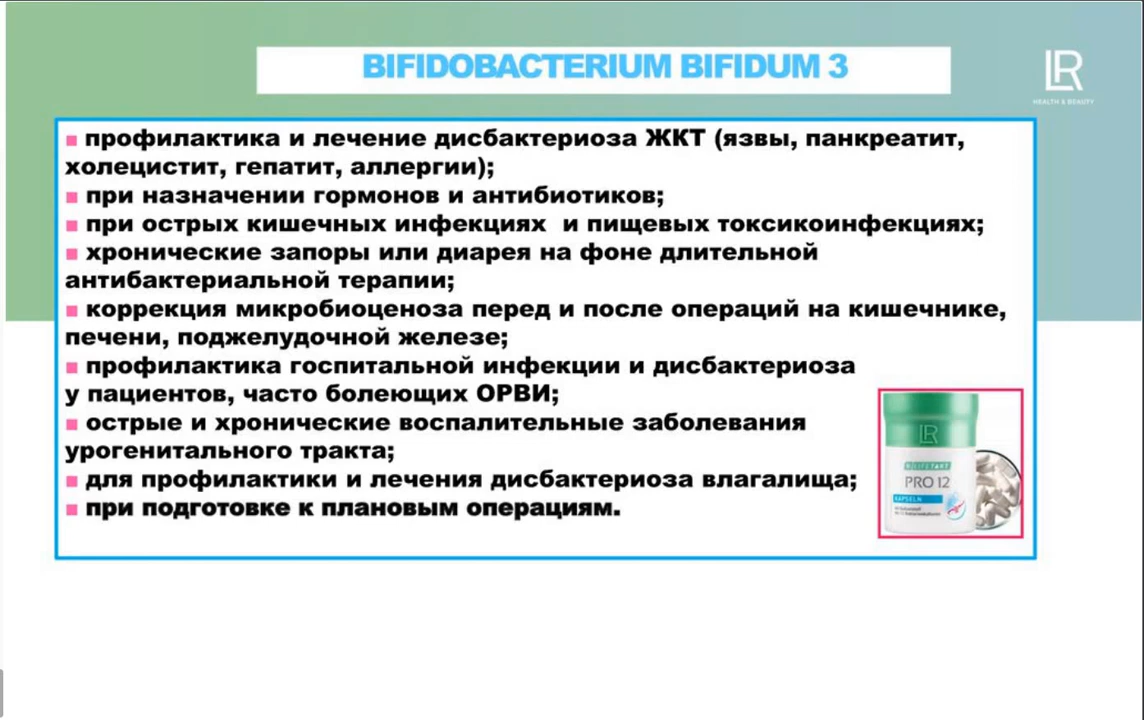 BIFIDOBACTERIUM BIFIDUM 3
LR
HEALTH & BEAUTY
■ профилактика и лечение дисбактериоза ЖКТ (язвы, панкреатит,
холецистит, гепатит, аллергии);
■ при назначении гормонов и антибиотиков;
■ при острых кишечных инфекциях и пищевых токсикоинфекциях;
■ хронические запоры или диарея на фоне длительной
антибактериальной терапии;
■ коррекция микробиоценоза перед и после операций на кишечнике,
печени, поджелудочной железе;
■ профилактика госпитальной инфекции и дисбактериоза
у пациентов, часто болеющих ОРВИ;
■ острые и хронические воспалительные заболевания
урогенитального тракта;
■ для профилактики и лечения дисбактериоза влагалища;
■ при подготовке к плановым операциям.
LR
LIFETAKT
PRO 12
KAPSELN